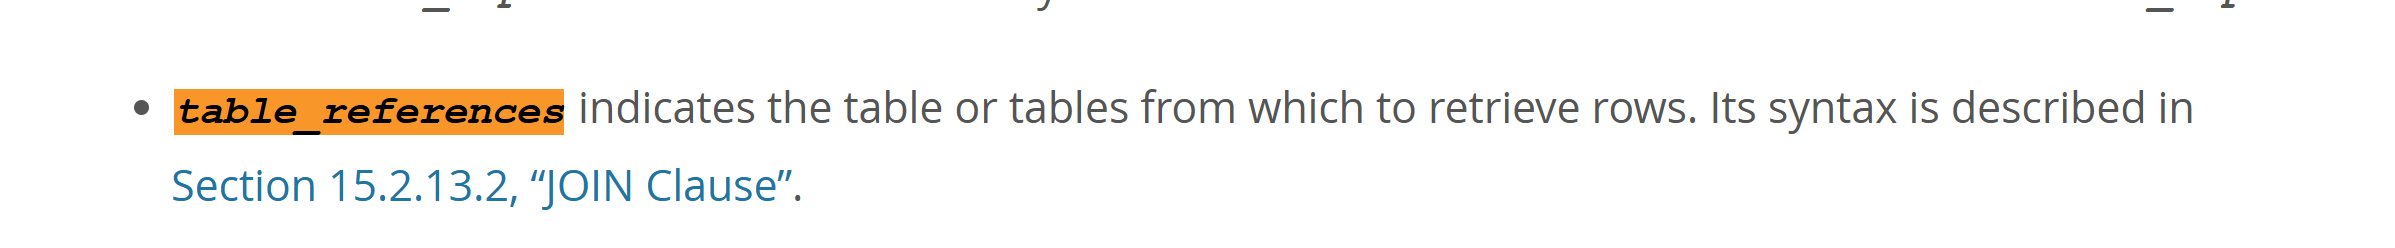 • table_references indicates the table or tables from which to retrieve rows. Its syntax is described in
Section 15.2.13.2, “JOIN Clause”.